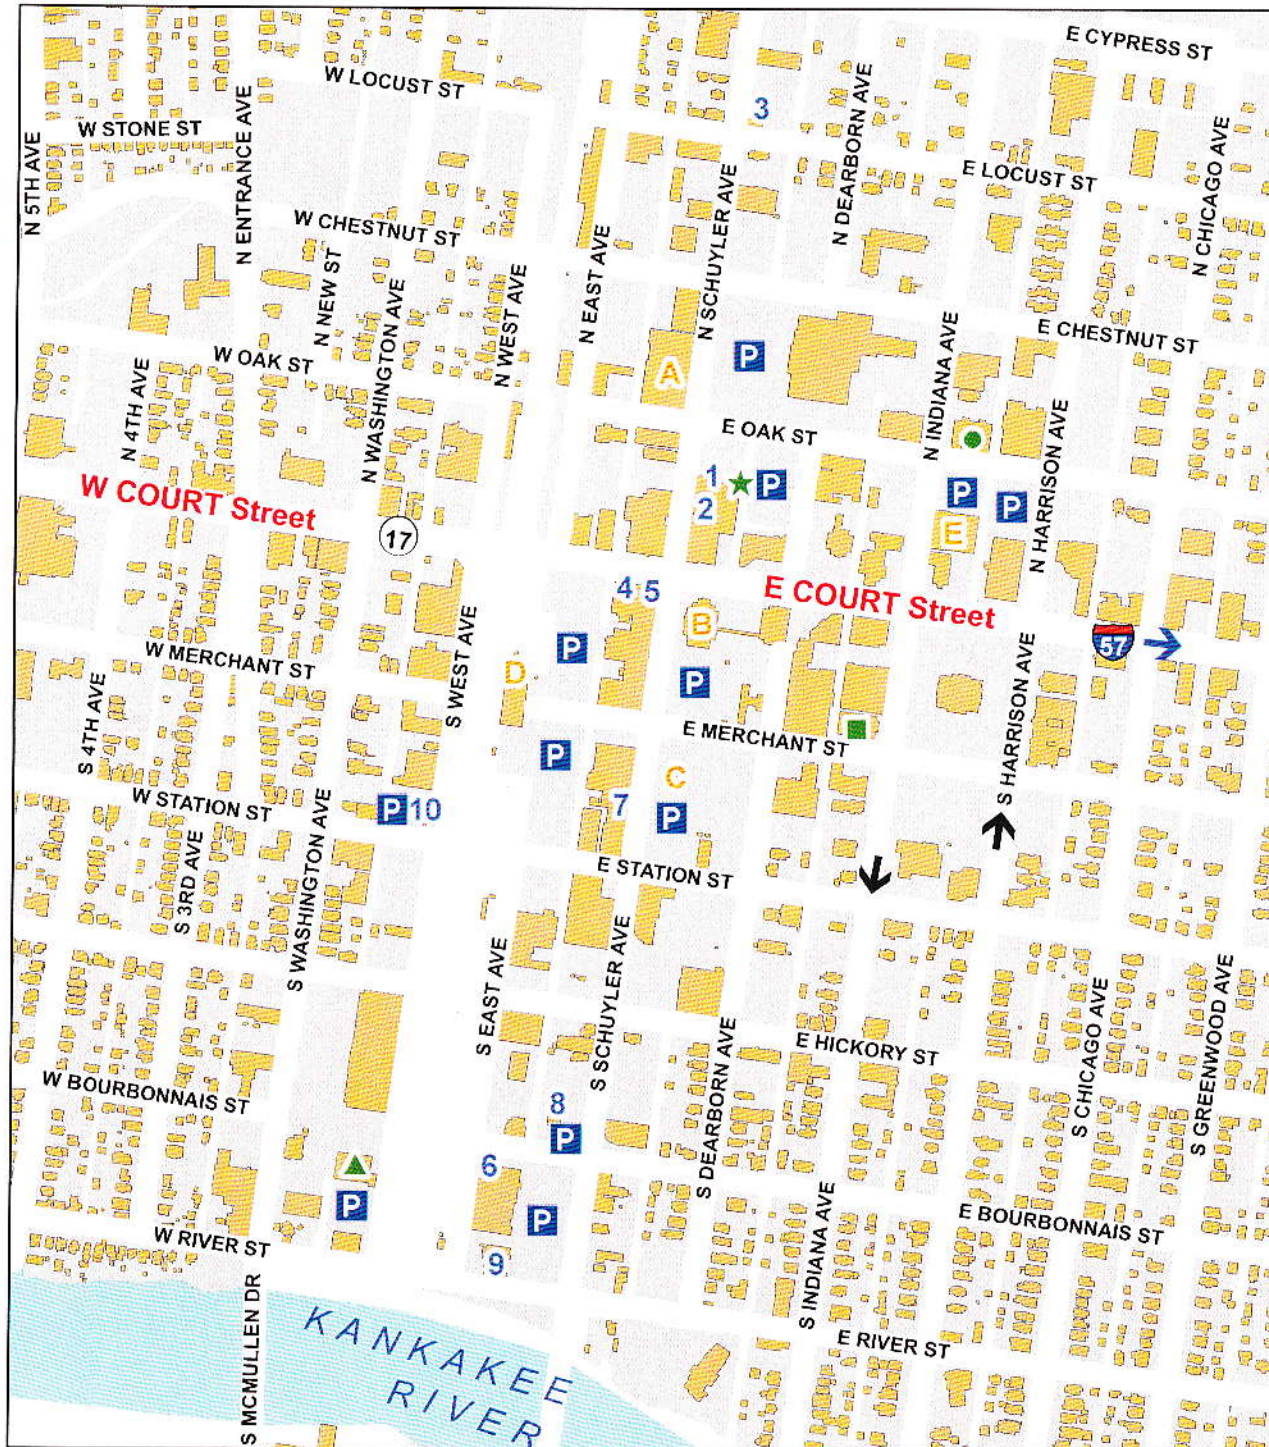 E CYPRESS ST
W LOCUST ST
3
W STONE ST
N 5TH AVE
N ENTRANCE AVE
N DEARBORN AVE
N CHICAGO AVE
E LOCUST ST
W CHESTNUT ST
N SCHUYLER AVE
N NEW ST
N WASHINGTON AVE
N WEST AVE
N EAST AVE
E CHESTNUT ST
N INDIANA AVE
W OAK ST
P
A
N 4TH AVE
E OAK ST
N HARRISON AVE
W COURT Street
1
P
2
P
P
E
17
4 5
E COURT Street
B
57
W MERCHANT ST
P
D
P
S WEST AVE
S HARRISON AVE
S 4TH AVE
E MERCHANT ST
P
C
W STATION ST
P 10
7
P
S 3RD AVE
S WASHINGTON AVE
E STATION ST
S EAST AVE
S SCHUYLER AVE
S CHICAGO AVE
S GREENWOOD AVE
E HICKORY ST
S DEARBORN AVE
W BOURBONNAIS ST
8
P
6
P
P
S INDIANA AVE
E BOURBONNAIS ST
W RIVER ST
9
S MCMULLEN DR
E RIVER ST
KANKAKEE
RIVER